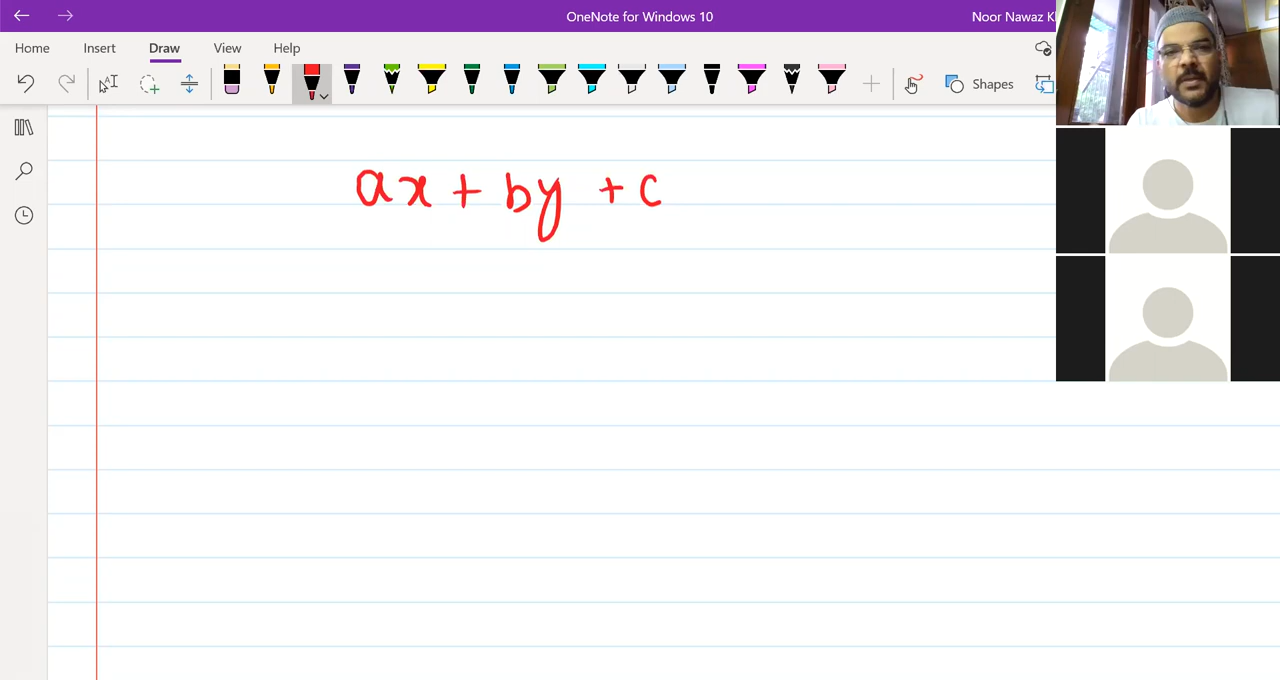 OneNote for Windows 10
Noor Nawaz K
Home Insert Draw View Help
Shapes
ax + by + c